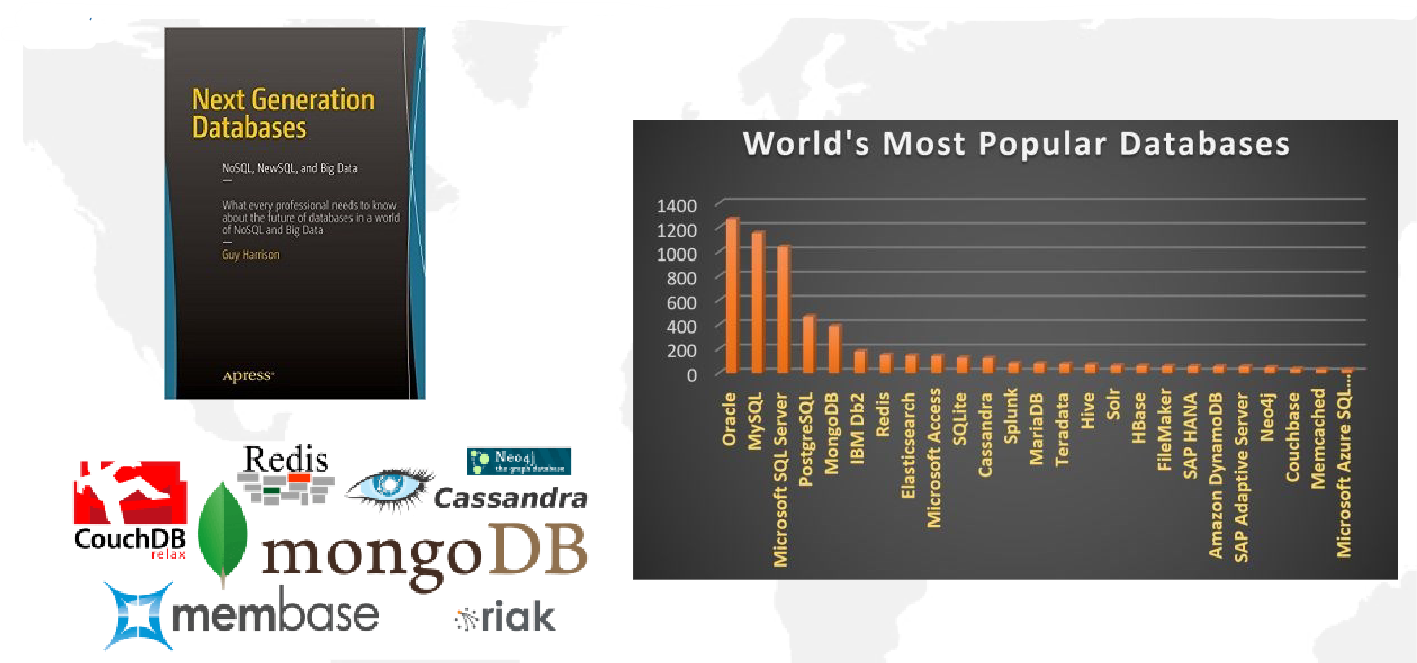 Next Generation
Databases
NoSQL, NewSQL, and Big Data
What every professional needs to know
about the future of databases in a world
of NoSQL and Big Data
Guy Harrison
Apress®
Redis
Neo4j
the graph database
Cassandra
CouchDB
relax
mongoDB
membase
riak
World's Most Popular Databases
1400
1200
1000
800
600
400
200
0
Oracle
MySQL
Microsoft SQL Server
PostgreSQL
MongoDB
IBM Db2
Redis
Elasticsearch
Microsoft Access
SQLite
Cassandra
Splunk
MariaDB
Teradata
Hive
Solr
HBase
FileMaker
SAP HANA
Amazon DynamoDB
SAP Adaptive Server
Neo4j
Couchbase
Memcached
Microsoft Azure SQL...